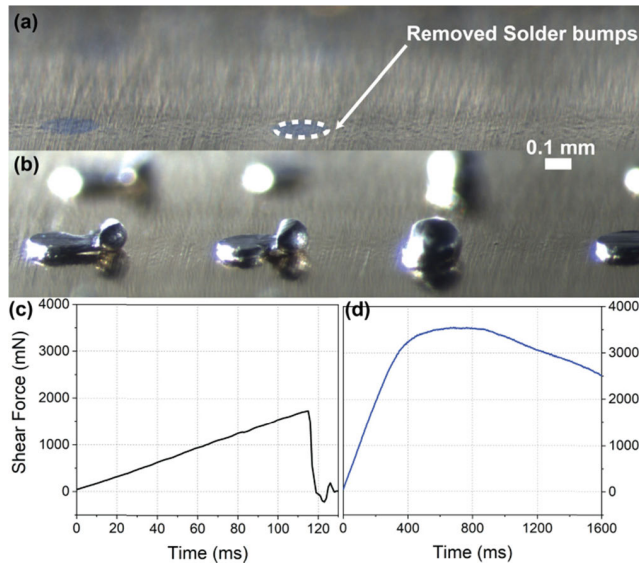 (a)
Removed Solder bumps
0.1 mm
(b)
(c)
(d)
4000
3000
2000
1000
0
Shear Force (mN)
0 20 40 60 80 100 120
Time (ms)
4000
3000
2000
1000
0
0 400 800 1200 1600
Time (ms)